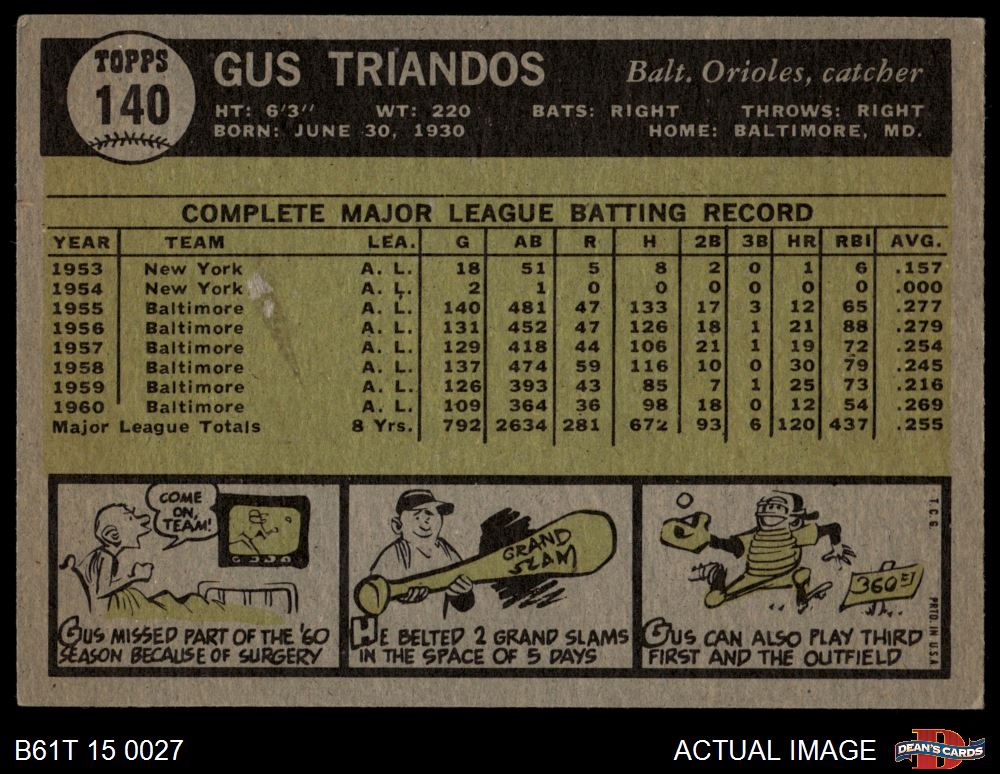 TOPPS
140
GUS TRIANDOS
Balt. Orioles, catcher
HT: 6'3" WT: 220 BATS: RIGHT THROWS: RIGHT
BORN: JUNE 30, 1930 HOME: BALTIMORE, MD.
COMPLETE MAJOR LEAGUE BATTING RECORD
YEAR TEAM LEA. G AB R H 2B 3B HR RBI AVG.
1953 New York A. L. 18 51 5 8 2 0 1 6 .157
1954 New York A. L. 2 1 0 0 0 0 0 0 .000
1955 Baltimore A. L. 140 481 47 133 17 3 12 65 .277
1956 Baltimore A. L. 131 452 47 126 18 1 21 88 .279
1957 Baltimore A. L. 129 418 44 106 21 1 19 72 .254
1958 Baltimore A. L. 137 474 59 116 10 0 30 79 .245
1959 Baltimore A. L. 126 393 43 85 7 1 25 73 .216
1960 Baltimore A. L. 109 364 36 98 18 0 12 54 .269
Major League Totals 8 Yrs. 792 2634 281 672 93 6 120 437 .255
COME
ON,
TEAM!
GUS MISSED PART OF THE '60
SEASON BECAUSE OF SURGERY
GRAND
SLAM
HE BELTED 2 GRAND SLAMS
IN THE SPACE OF 5 DAYS
360 FT
GUS CAN ALSO PLAY THIRD
FIRST AND THE OUTFIELD
T.C.G.
PRTD. IN U.S.A.
B61T 15 0027
ACTUAL IMAGE
DEAN'S CARDS